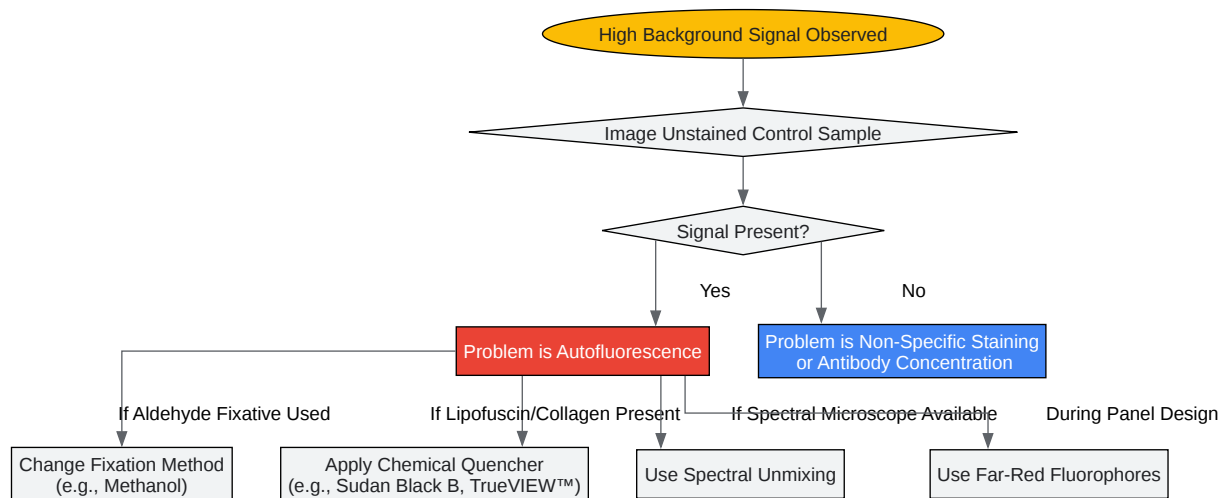 High Background Signal Observed
Image Unstained Control Sample
Signal Present?
Yes
No
Problem is Autofluorescence
Problem is Non-Specific Staining
or Antibody Concentration
If Aldehyde Fixative Used
If Lipofuscin/Collagen Present
If Spectral Microscope Available
During Panel Design
Change Fixation Method
(e.g., Methanol)
Apply Chemical Quencher
(e.g., Sudan Black B, TrueVIEW™)
Use Spectral Unmixing
Use Far-Red Fluorophores